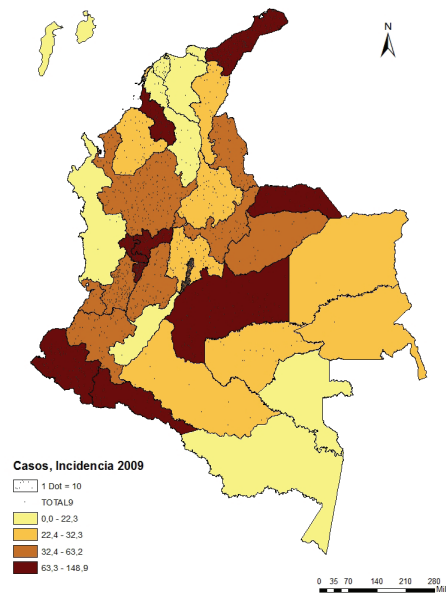 N
Casos, Incidencia 2009
1 Dot = 10
TOTAL9
0,0 - 22,3
22,4 - 32,3
32,4 - 63,2
63,3 - 148,9
0 35 70 140 210 280
Mil